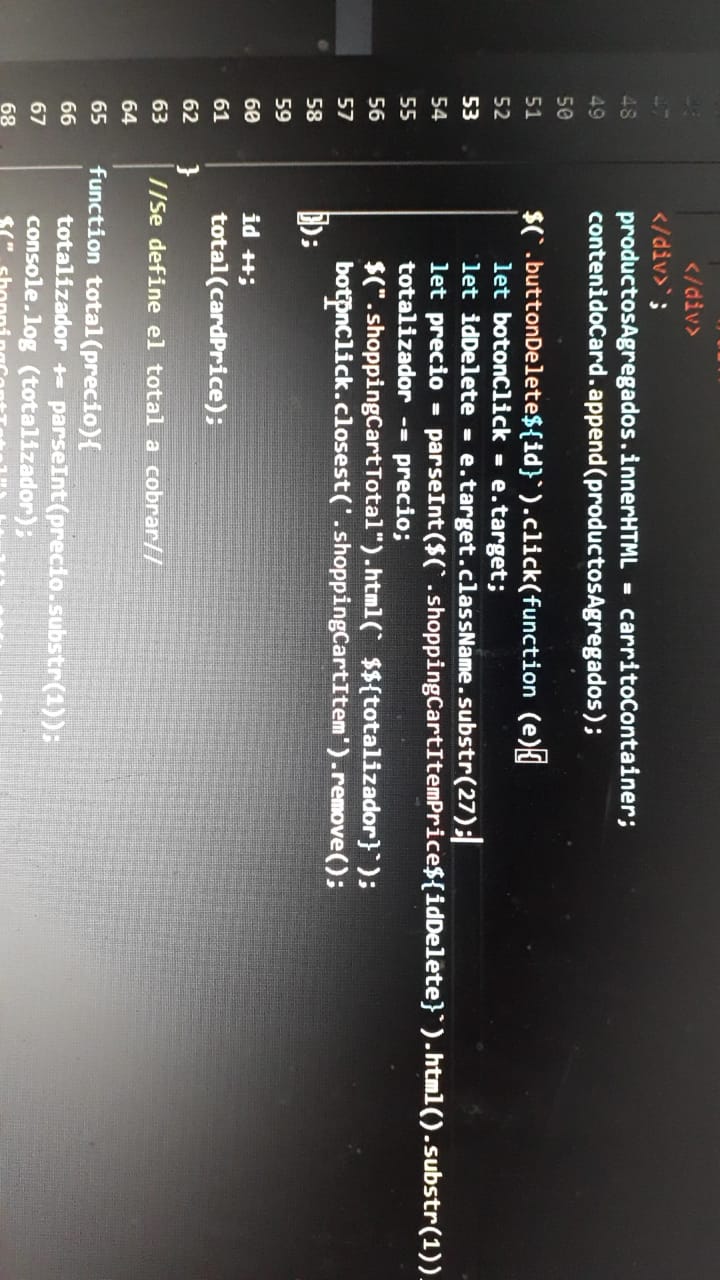 </div>
47 </div>`;
48 productosAgregados.innerHTML = carritoContainer;
49 contenidoCard.append(productosAgregados);
50
51 $(`.buttonDelete${id}`).click(function (e){
52 let botonClick = e.target;
53 let idDelete = e.target.className.substr(27);
54 let precio = parseInt($(`.shoppingCartItemPrice${idDelete}`).html().substr(1))
55 totalizador -= precio;
56 $(".shoppingCartTotal").html(` $${totalizador}`);
57 botonClick.closest('.shoppingCartItem').remove();
58 });
59
60 id ++;
61 total(cardPrice);
62 }
63 //Se define el total a cobrar//
64
65 function total(precio){
66 totalizador += parseInt(precio.substr(1));
67 console.log (totalizador);
68